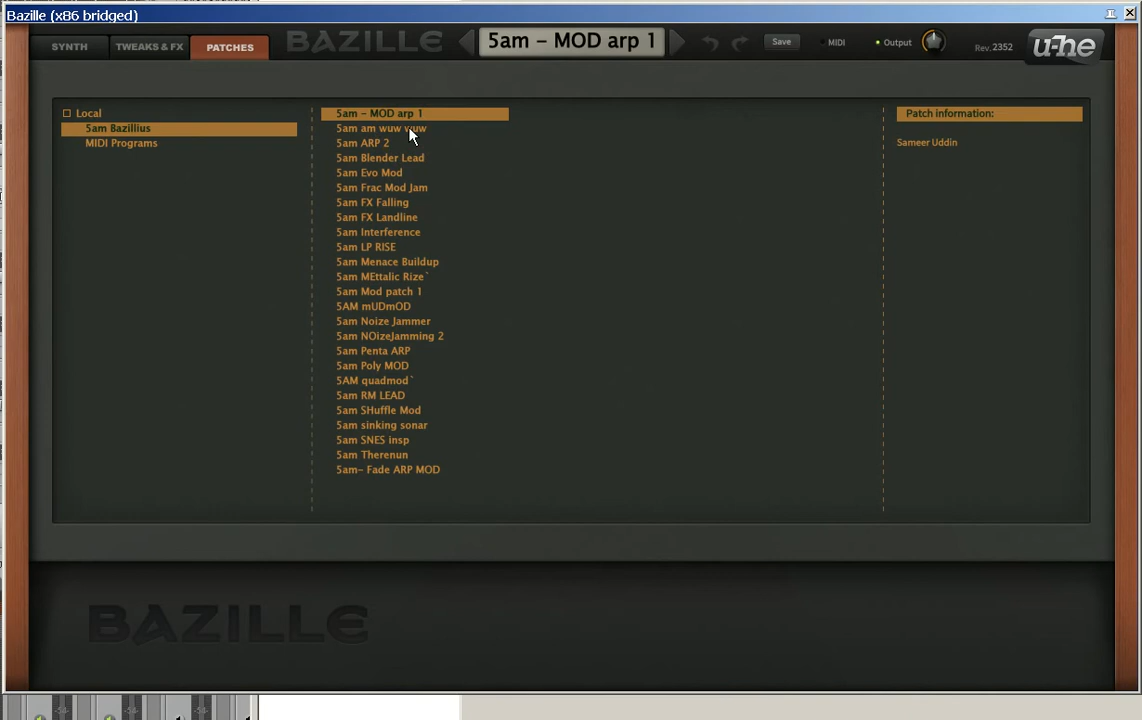 Bazille (x86 bridged)
SYNTH
TWEAKS & FX
PATCHES
BAZILLE
5am - MOD arp 1
Save
MIDI
Output
Rev.2352
u-he
Local
5am Bazillius
MIDI Programs
5am - MOD arp 1
5am am wuw wuw
5am ARP 2
5am Blender Lead
5am Evo Mod
5am Frac Mod Jam
5am FX Falling
5am FX Landline
5am Interference
5am LP RISE
5am Menace Buildup
5am MEttalic Rize`
5am Mod patch 1
5AM mUDmOD
5am Noize Jammer
5am NOizeJamming 2
5am Penta ARP
5am Poly MOD
5AM quadmod`
5am RM LEAD
5am SHuffle Mod
5am sinking sonar
5am SNES insp
5am Therenun
5am- Fade ARP MOD
Patch information:
Sameer Uddin
BAZILLE